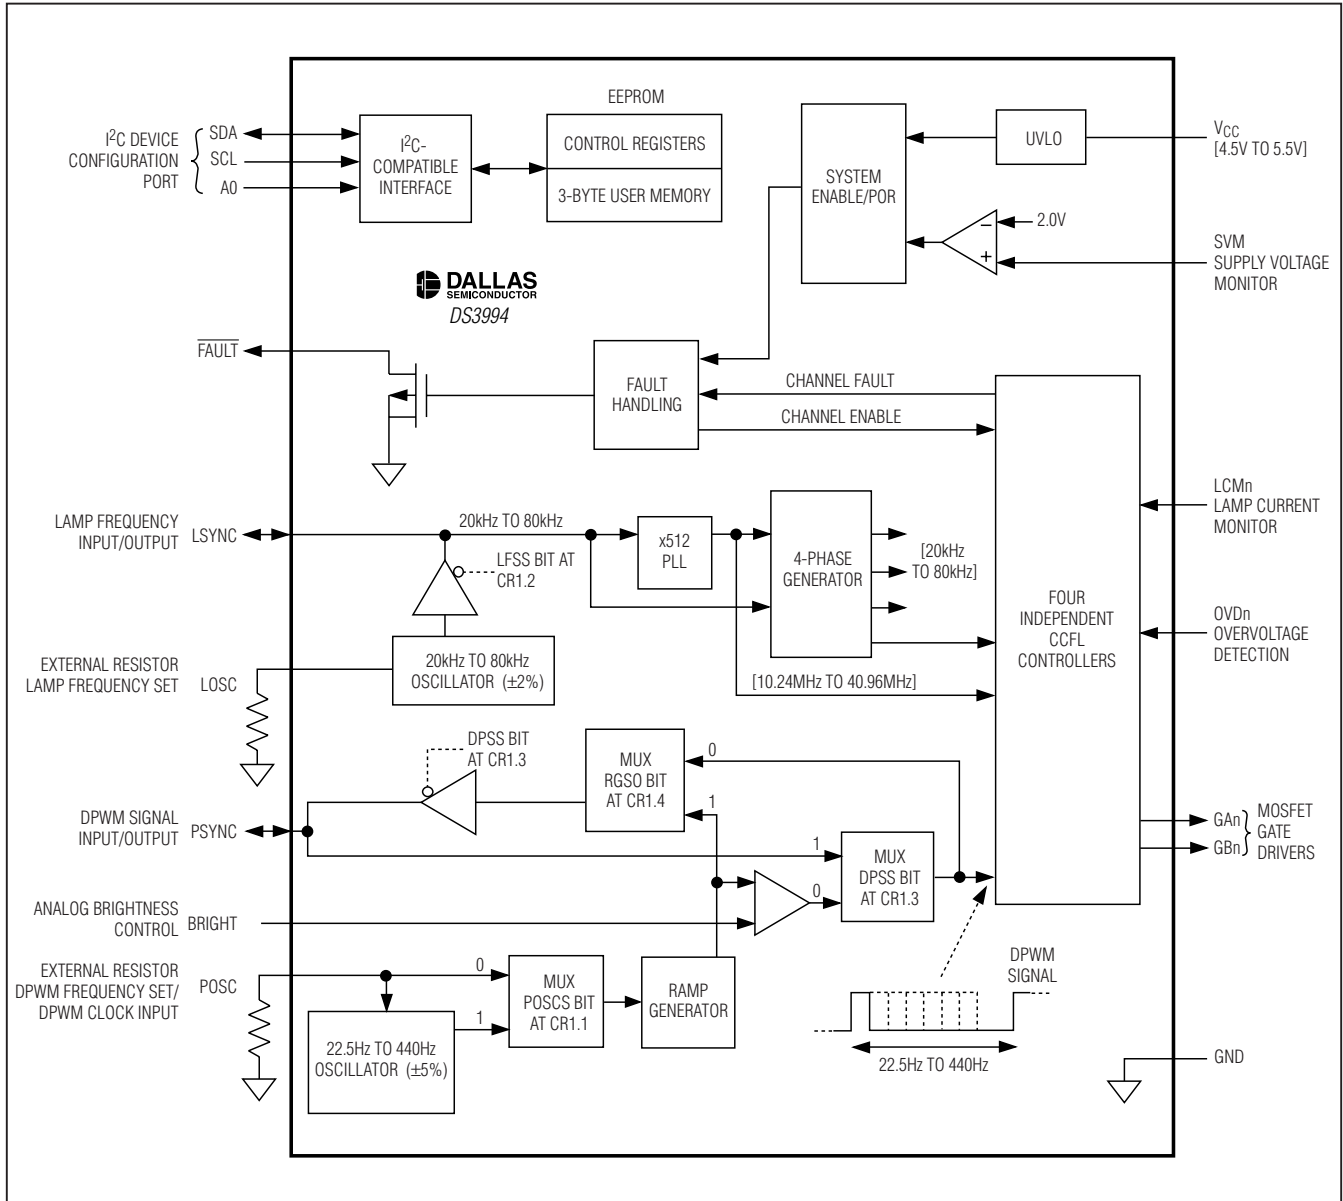 EEPROM
I2C DEVICE
CONFIGURATION
PORT
SDA
SCL
A0
I2C-
COMPATIBLE
INTERFACE
CONTROL REGISTERS
3-BYTE USER MEMORY
SYSTEM
ENABLE/POR
UVLO
VCC
[4.5V TO 5.5V]
2.0V
−
+
SVM
SUPPLY VOLTAGE
MONITOR
DALLAS
SEMICONDUCTOR
DS3994
FAULT
FAULT
HANDLING
CHANNEL FAULT
CHANNEL ENABLE
LAMP FREQUENCY
INPUT/OUTPUT
LSYNC
20kHz TO 80kHz
LFSS BIT AT
CR1.2
x512
PLL
4-PHASE
GENERATOR
[20kHz
TO 80kHz]
FOUR
INDEPENDENT
CCFL
CONTROLLERS
LCMn
LAMP CURRENT
MONITOR
OVDn
OVERVOLTAGE
DETECTION
EXTERNAL RESISTOR
LAMP FREQUENCY SET
LOSC
20kHz TO 80kHz
OSCILLATOR (±2%)
[10.24MHz TO 40.96MHz]
DPSS BIT
AT CR1.3
MUX
RGSO BIT
AT CR1.4
0
1
DPWM SIGNAL
INPUT/OUTPUT
PSYNC
1
0
MUX
DPSS BIT
AT CR1.3
GAn
GBn
MOSFET
GATE
DRIVERS
ANALOG BRIGHTNESS
CONTROL
BRIGHT
EXTERNAL RESISTOR
DPWM FREQUENCY SET/
DPWM CLOCK INPUT
POSC
0
1
MUX
POSCS BIT
AT CR1.1
RAMP
GENERATOR
22.5Hz TO 440Hz
OSCILLATOR (±5%)
DPWM
SIGNAL
22.5Hz TO 440Hz
GND